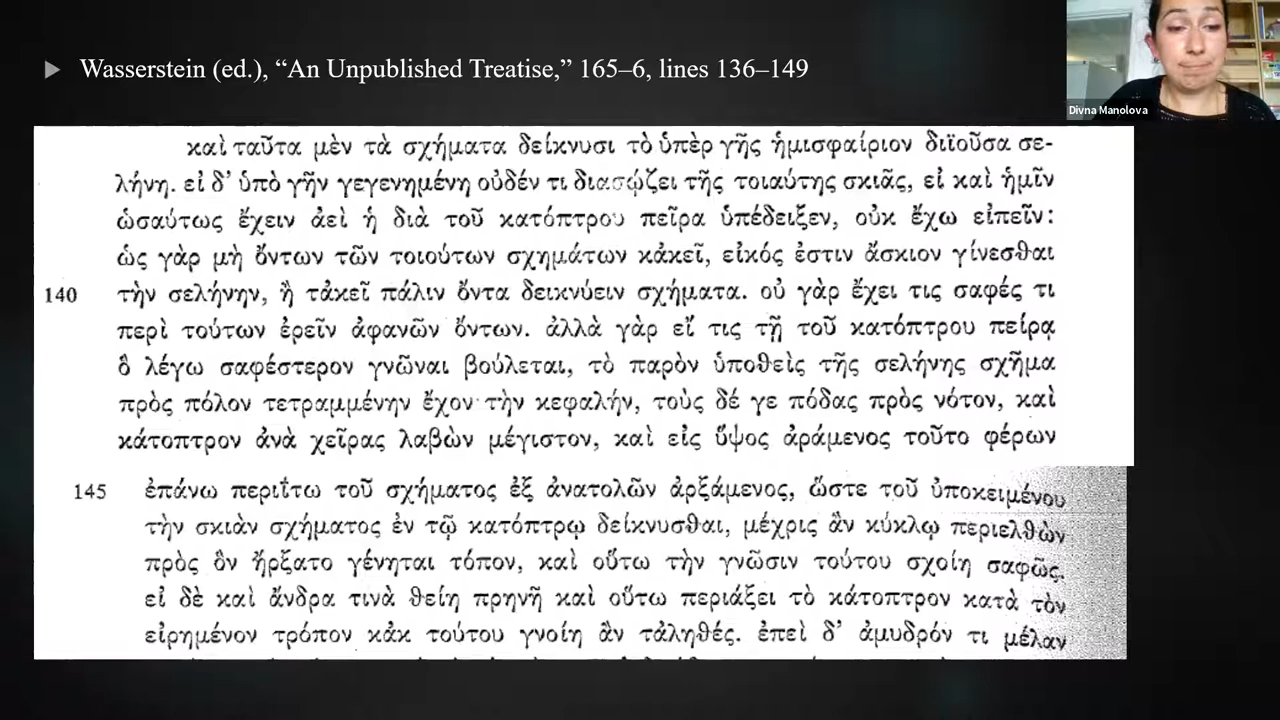 Wasserstein (ed.), “An Unpublished Treatise,” 165–6, lines 136–149
Divna Manolova
καὶ ταῦτα μὲν τὰ σχήματα δείκνυσι τὸ ὑπὲρ γῆς ἡμισφαίριον διϊοῦσα σε-
λήνη. εἰ δ’ ὑπὸ γῆν γεγενημένη οὐδέν τι διασῴζει τῆς τοιαύτης σκιᾶς, εἰ καὶ ἡμῖν
ὡσαύτως ἔχειν ἀεὶ ἡ διὰ τοῦ κατόπτρου πεῖρα ὑπέδειξεν, οὐκ ἔχω εἰπεῖν:
ὡς γὰρ μὴ ὄντων τῶν τοιούτων σχημάτων κἀκεῖ, εἰκός ἐστιν ἄσκιον γίνεσθαι
140 τὴν σελήνην, ἢ τἀκεῖ πάλιν ὄντα δεικνύειν σχήματα. οὐ γὰρ ἔχει τις σαφές τι
περὶ τούτων ἐρεῖν ἀφανῶν ὄντων. ἀλλὰ γὰρ εἴ τις τῇ τοῦ κατόπτρου πείρᾳ
ὃ λέγω σαφέστερον γνῶναι βούλεται, τὸ παρὸν ὑποθεὶς τῆς σελήνης σχῆμα
πρὸς πόλον τετραμμένην ἔχον τὴν κεφαλήν, τοὺς δέ γε πόδας πρὸς νότον, καὶ
κάτοπτρον ἀνὰ χεῖρας λαβὼν μέγιστον, καὶ εἰς ὕψος ἀράμενος τοῦτο φέρων
145 ἐπάνω περιΐτω τοῦ σχήματος ἐξ ἀνατολῶν ἀρξάμενος, ὥστε τοῦ ὑποκειμένου
τὴν σκιὰν σχήματος ἐν τῷ κατόπτρῳ δείκνυσθαι, μέχρις ἂν κύκλῳ περιελθὼν
πρὸς ὃν ἤρξατο γένηται τόπον, καὶ οὕτω τὴν γνῶσιν τούτου σχοίη σαφῶς.
εἰ δὲ καὶ ἄνδρα τινὰ θείη πρηνῆ καὶ οὕτω περιάξει τὸ κάτοπτρον κατὰ τὸν
εἰρημένον τρόπον κἀκ τούτου γνοίη ἂν τἀληθές. ἐπεὶ δ’ ἀμυδρόν τι μέλαν